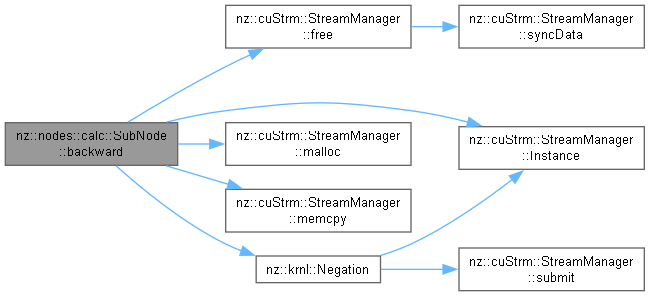 nz::cuStrm::StreamManager
::free
nz::cuStrm::StreamManager
::syncData
nz::nodes::calc::SubNode
::backward
nz::cuStrm::StreamManager
::malloc
nz::cuStrm::StreamManager
::Instance
nz::cuStrm::StreamManager
::memcpy
nz::krnl::Negation
nz::cuStrm::StreamManager
::submit